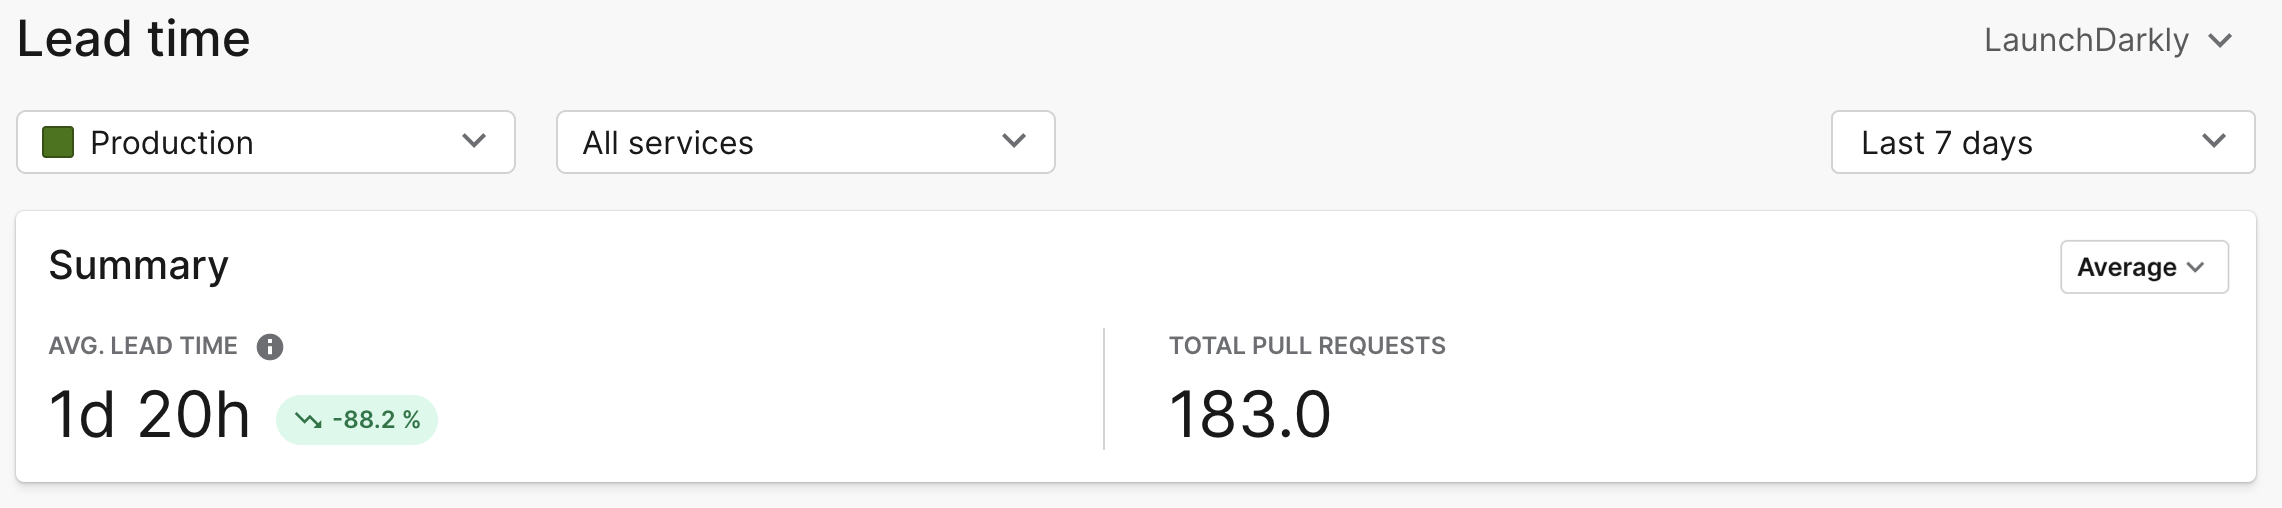 Lead time
LaunchDarkly
Production
All services
Last 7 days
Summary
Average
AVG. LEAD TIME
TOTAL PULL REQUESTS
1d 20h
-88.2 %
183.0